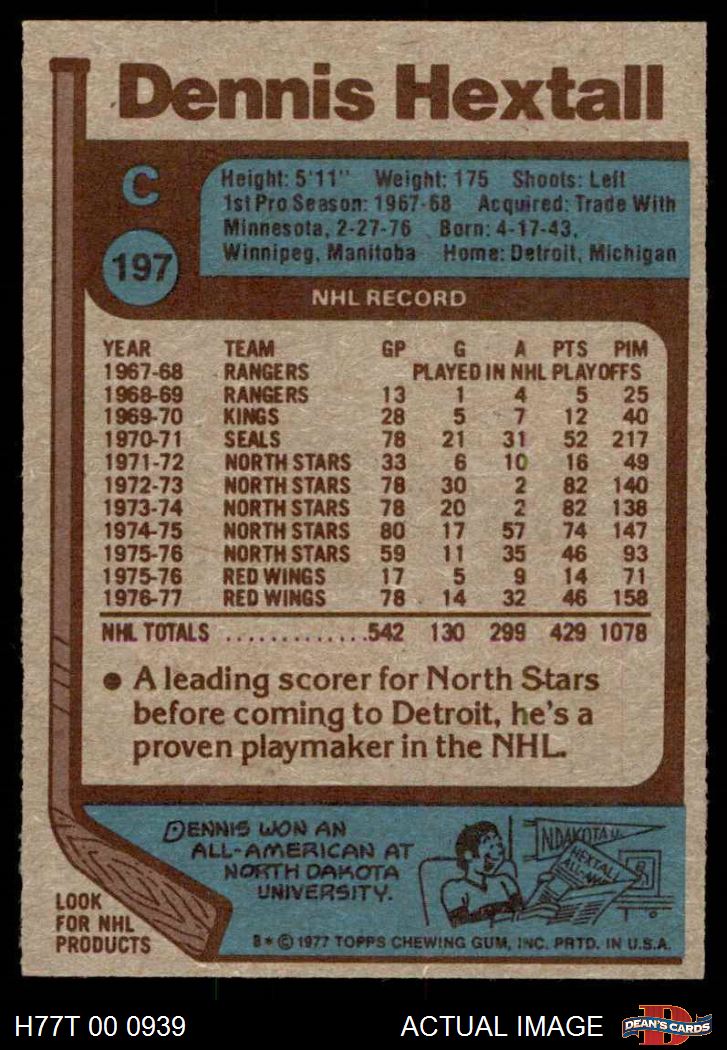 Dennis Hextall
C
Height: 5'11" Weight: 175 Shoots: Left
1st Pro Season: 1967-68 Acquired: Trade With
Minnesota, 2-27-76 Born: 4-17-43,
Winnipeg, Manitoba Home: Detroit, Michigan
197
NHL RECORD
YEAR TEAM GP G A PTS PIM
1967-68 RANGERS PLAYED IN NHL PLAYOFFS
1968-69 RANGERS 13 1 4 5 25
1969-70 KINGS 28 5 7 12 40
1970-71 SEALS 78 21 31 52 217
1971-72 NORTH STARS 33 6 10 16 49
1972-73 NORTH STARS 78 30 2 82 140
1973-74 NORTH STARS 78 20 2 82 138
1974-75 NORTH STARS 80 17 57 74 147
1975-76 NORTH STARS 59 11 35 46 93
1975-76 RED WINGS 17 5 9 14 71
1976-77 RED WINGS 78 14 32 46 158
NHL TOTALS .............542 130 299 429 1078
● A leading scorer for North Stars
before coming to Detroit, he's a
proven playmaker in the NHL.
DENNIS WON AN
ALL-AMERICAN AT
NORTH DAKOTA
UNIVERSITY.
N DAKOTA U.
HEXTALL
ALL-AM
LOOK
FOR NHL
PRODUCTS
B * © 1977 TOPPS CHEWING GUM, INC. PRTD. IN U.S.A.
H77T 00 0939 ACTUAL IMAGE
D
DEAN'S CARDS